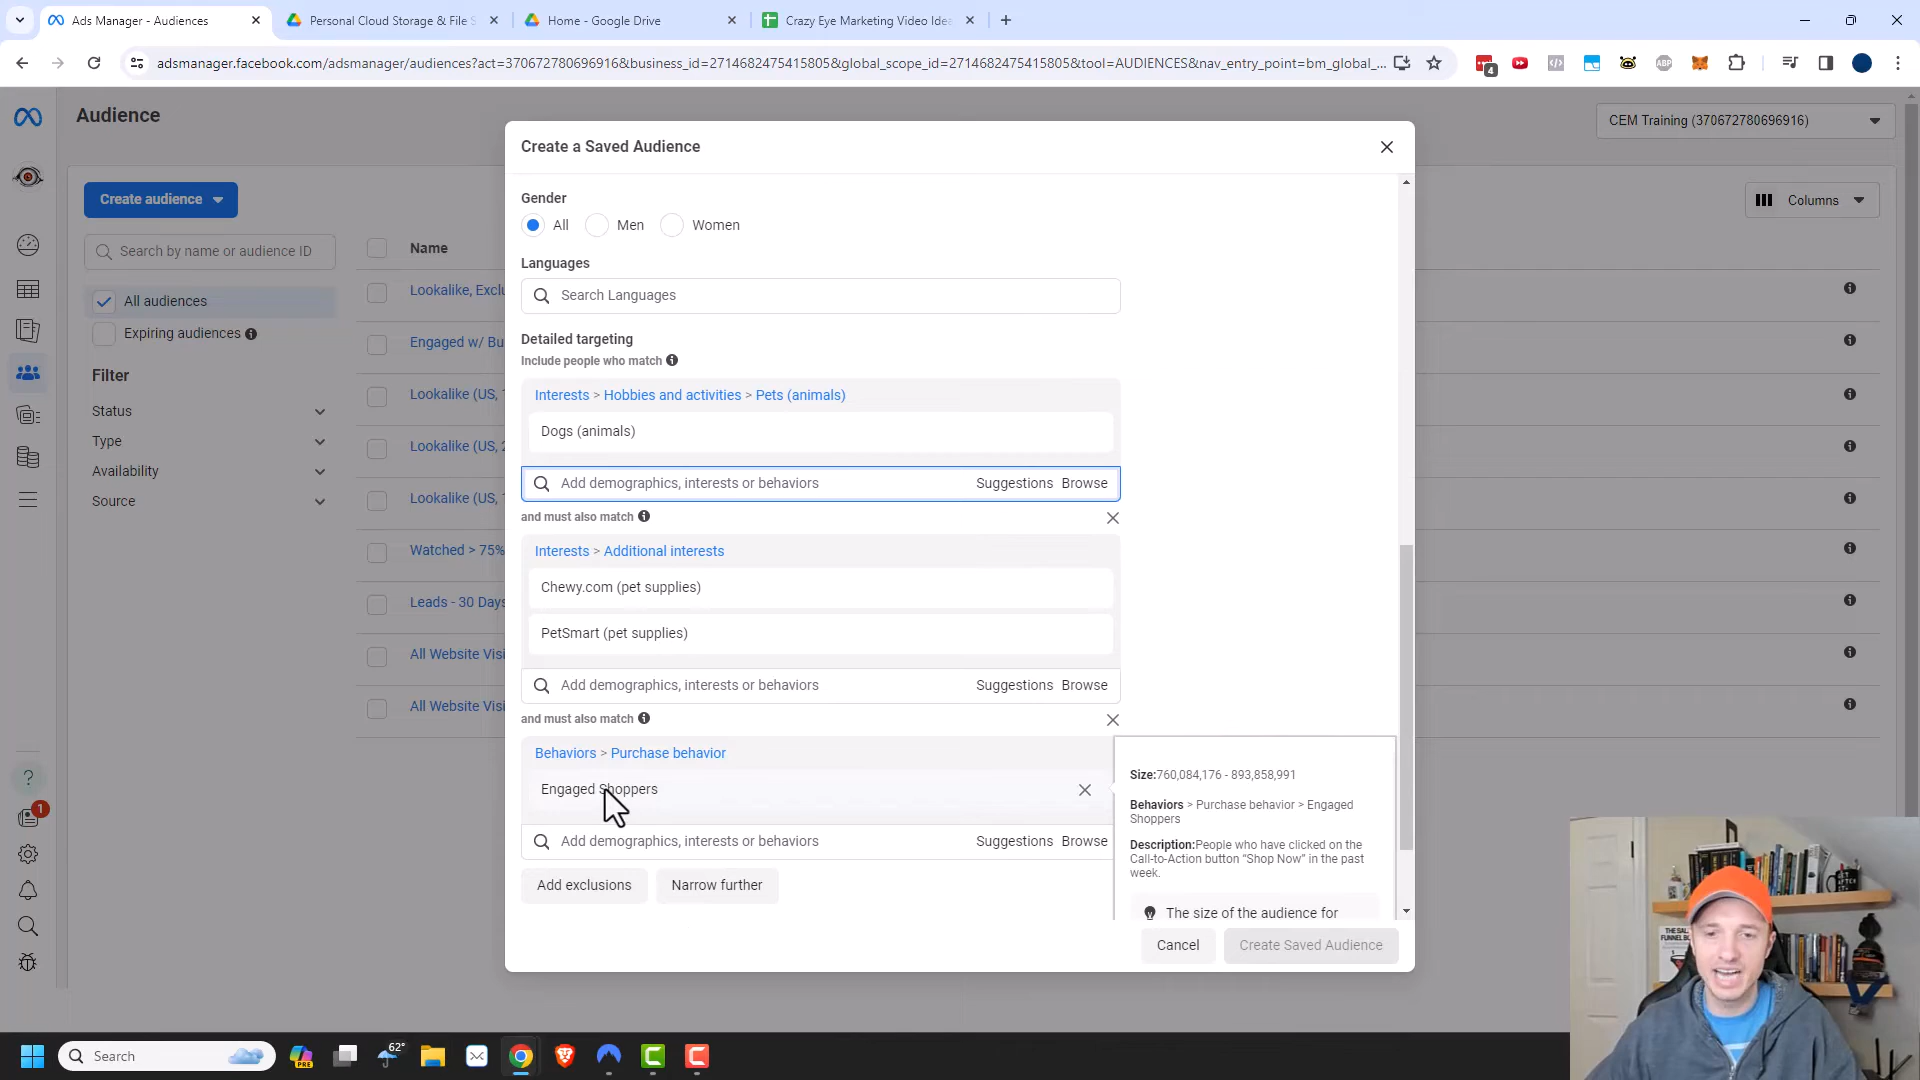 Ads Manager - Audiences
Personal Cloud Storage & File S
Home - Google Drive
Crazy Eye Marketing Video Idea
adsmanager.facebook.com/adsmanager/audiences?act=370672780696916&business_id=2714682475415805&global_scope_id=2714682475415805&tool=AUDIENCES&nav_entry_point=bm_global_...
4
ABP
Audience
CEM Training (370672780696916)
Create audience
Columns
Search by name or audience ID
All audiences
Expiring audiences
Filter
Status
Type
Availability
Source
Name
Lookalike, Exclu
Engaged w/ Bu
Lookalike (US, 1
Lookalike (US, 2
Lookalike (US, 1
Watched > 75%
Leads - 30 Days
All Website Visi
All Website Visi
Create a Saved Audience
Gender
All
Men
Women
Languages
Search Languages
Detailed targeting
Include people who match
Interests > Hobbies and activities > Pets (animals)
Dogs (animals)
Add demographics, interests or behaviors
Suggestions
Browse
and must also match
Interests > Additional interests
Chewy.com (pet supplies)
PetSmart (pet supplies)
Add demographics, interests or behaviors
Suggestions
Browse
and must also match
Behaviors > Purchase behavior
Engaged Shoppers
Add demographics, interests or behaviors
Suggestions
Browse
Add exclusions
Narrow further
Size:760,084,176 - 893,858,991
Behaviors > Purchase behavior > Engaged
Shoppers
Description:People who have clicked on the
Call-to-Action button “Shop Now” in the past
week.
The size of the audience for
Cancel
Create Saved Audience
?
1
Search
PRE
62°